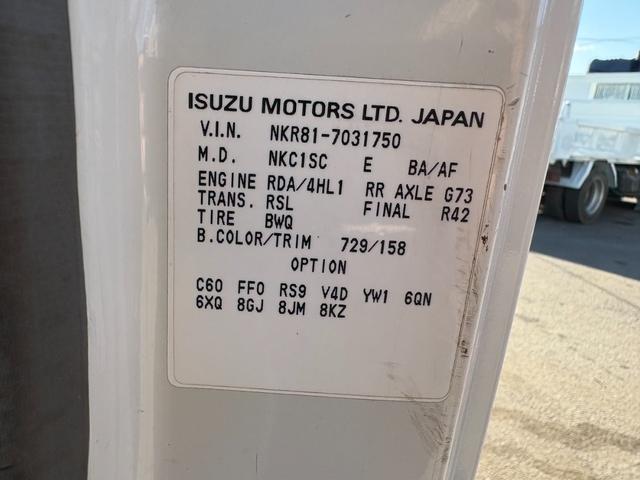 ISUZU MOTORS LTD. JAPAN
V.I.N. NKR81-7031750
M.D. NKC1SC E BA/AF
ENGINE RDA/4HL1 RR AXLE G73
TRANS. RSL FINAL R42
TIRE BWQ
B.COLOR/TRIM 729/158
OPTION
C60 FF0 RS9 V4D YW1 6QN
6XQ 8GJ 8JM 8KZ